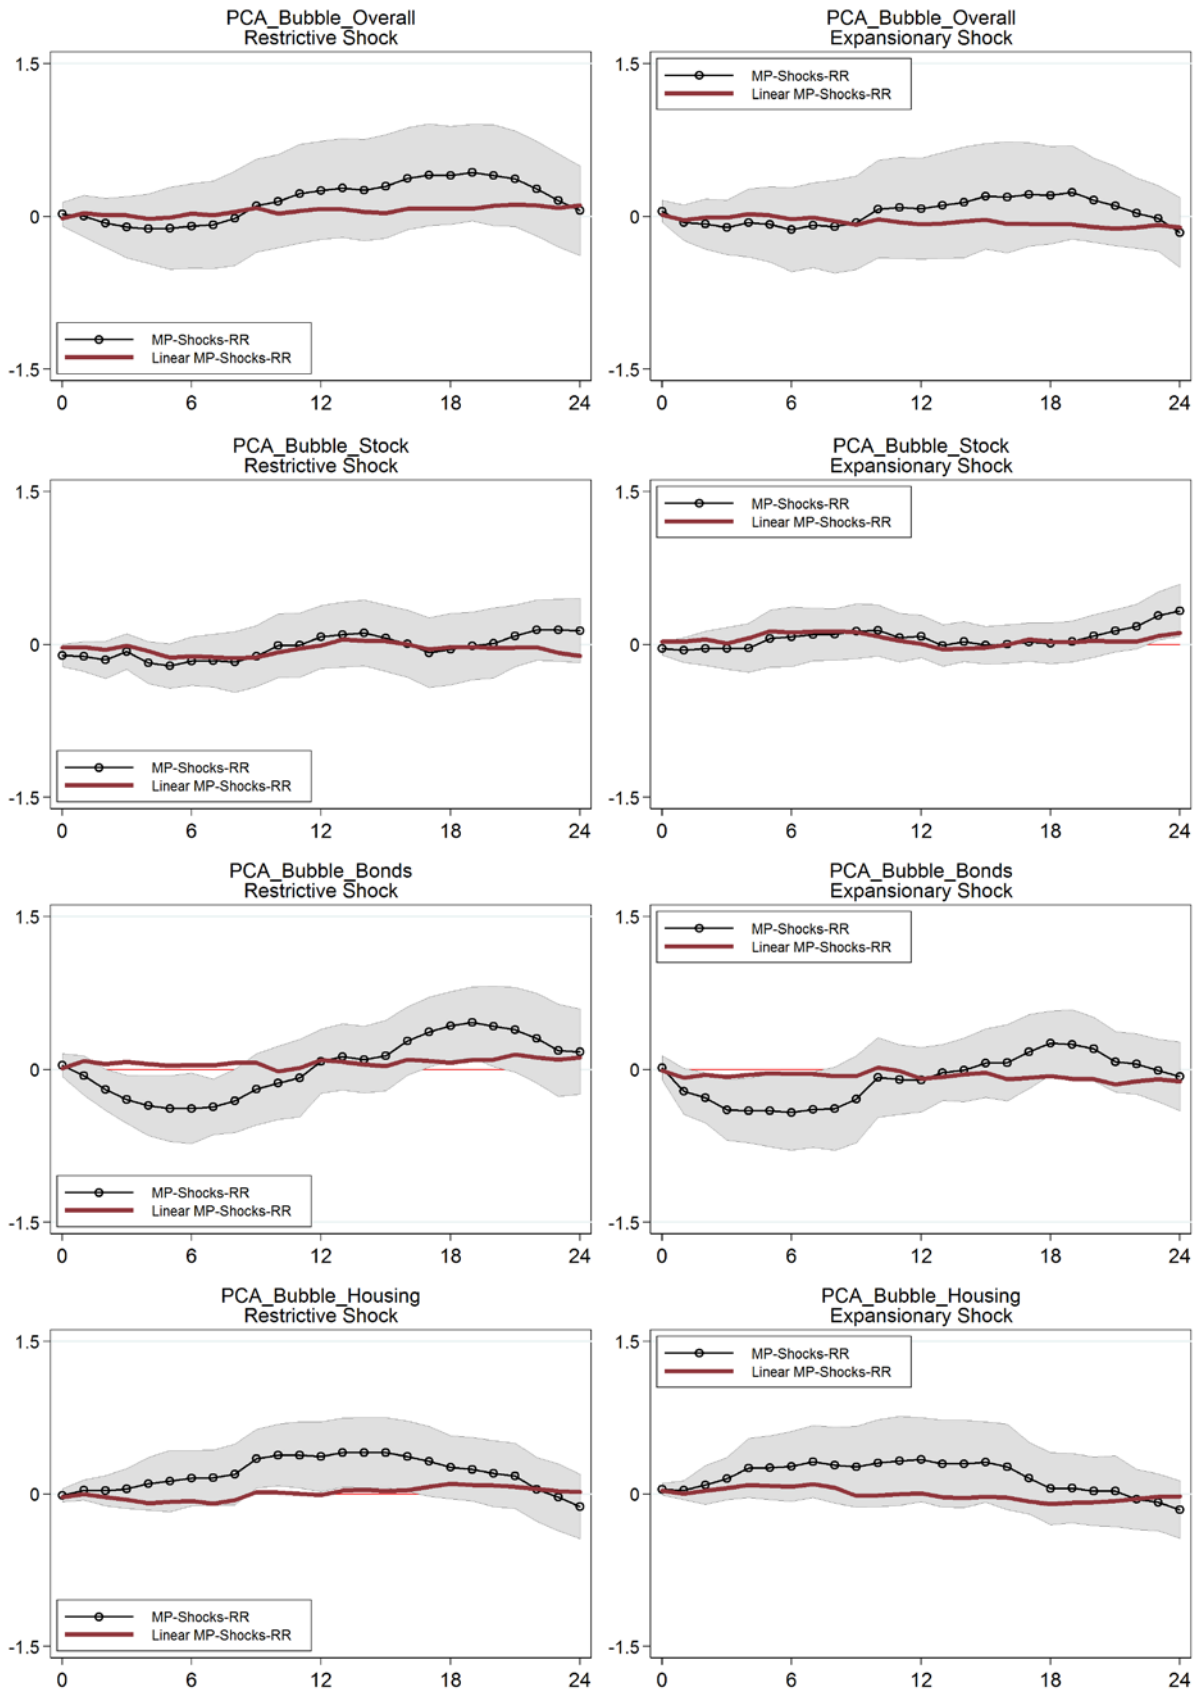 PCA_Bubble_Overall
Restrictive Shock
1.5
0
-1.5
MP-Shocks-RR
Linear MP-Shocks-RR
0 6 12 18 24
PCA_Bubble_Overall
Expansionary Shock
MP-Shocks-RR
Linear MP-Shocks-RR
1.5
0
-1.5
0 6 12 18 24
PCA_Bubble_Stock
Restrictive Shock
1.5
0
-1.5
MP-Shocks-RR
Linear MP-Shocks-RR
0 6 12 18 24
PCA_Bubble_Stock
Expansionary Shock
MP-Shocks-RR
Linear MP-Shocks-RR
1.5
0
-1.5
0 6 12 18 24
PCA_Bubble_Bonds
Restrictive Shock
1.5
0
-1.5
MP-Shocks-RR
Linear MP-Shocks-RR
0 6 12 18 24
PCA_Bubble_Bonds
Expansionary Shock
MP-Shocks-RR
Linear MP-Shocks-RR
1.5
0
-1.5
0 6 12 18 24
PCA_Bubble_Housing
Restrictive Shock
1.5
0
-1.5
MP-Shocks-RR
Linear MP-Shocks-RR
0 6 12 18 24
PCA_Bubble_Housing
Expansionary Shock
MP-Shocks-RR
Linear MP-Shocks-RR
1.5
0
-1.5
0 6 12 18 24